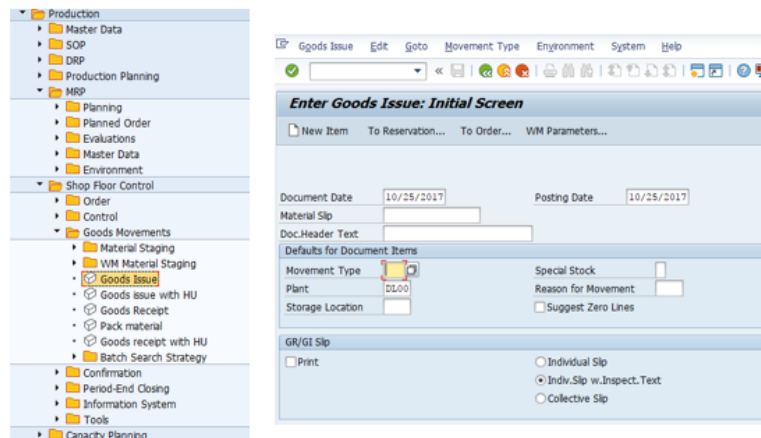 Production
Master Data
SOP
DRP
Production Planning
MRP
Planning
Planned Order
Evaluations
Master Data
Environment
Shop Floor Control
Order
Control
Goods Movements
Material Staging
WM Material Staging
Goods Issue
Goods issue with HU
Goods Receipt
Pack material
Goods receipt with HU
Batch Search Strategy
Confirmation
Period-End Closing
Information System
Tools
Capacity Planning
Goods Issue Edit Goto Movement Type Environment System Help
Enter Goods Issue: Initial Screen
New Item To Reservation... To Order... WM Parameters...
Document Date 10/25/2017 Posting Date 10/25/2017
Material Slip
Doc.Header Text
Defaults for Document Items
Movement Type Special Stock
Plant DL00 Reason for Movement
Storage Location Suggest Zero Lines
GR/GI Slip
Print Individual Slip
Indiv.Slip w.Inspect.Text
Collective Slip